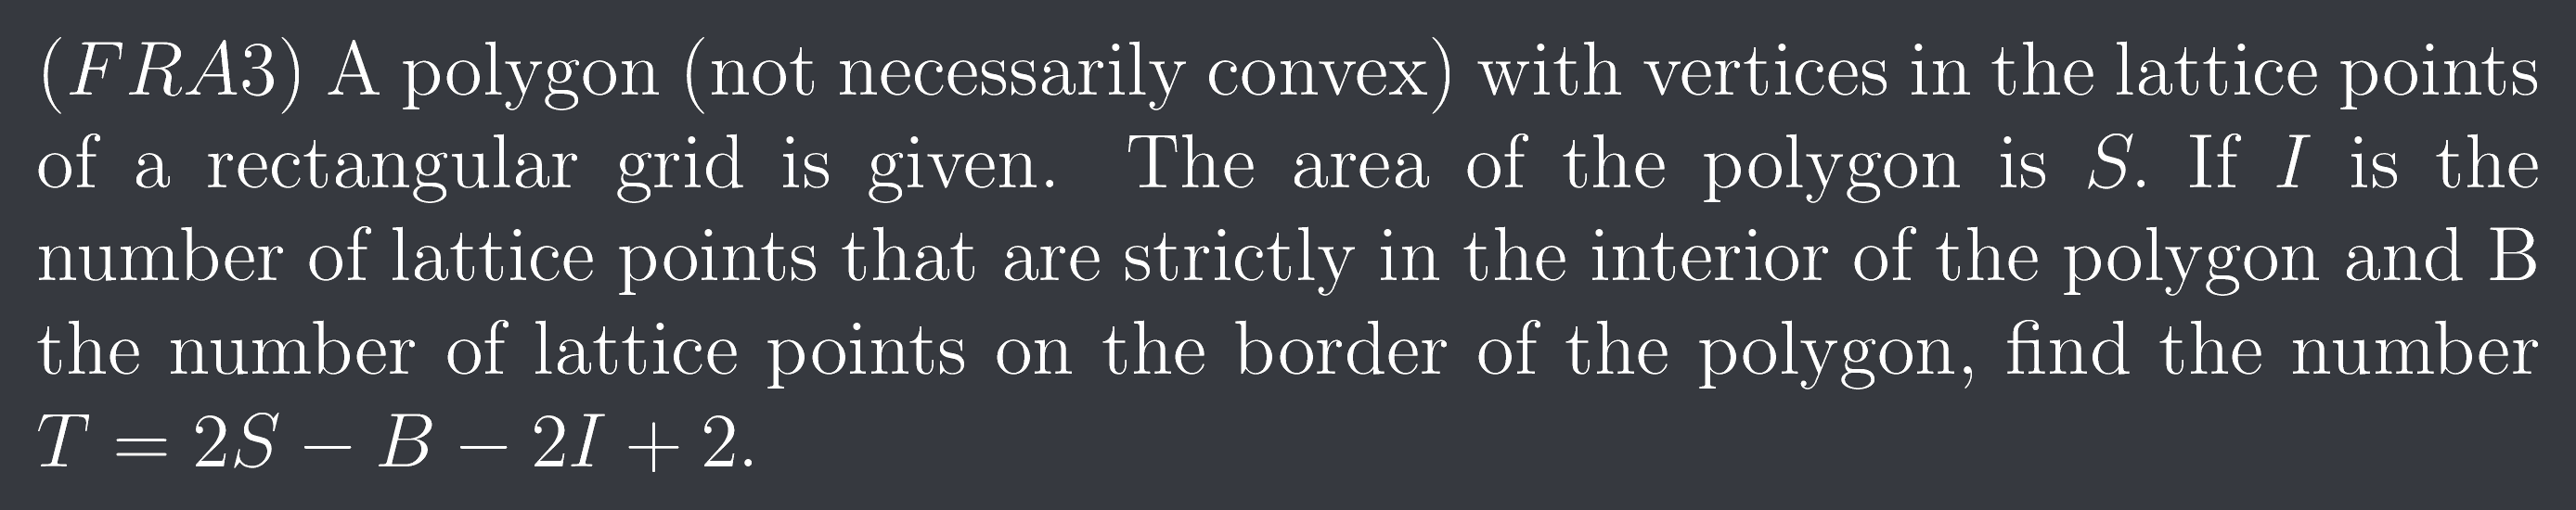 (FRA3) A polygon (not necessarily convex) with vertices in the lattice points
of a rectangular grid is given. The area of the polygon is S. If I is the
number of lattice points that are strictly in the interior of the polygon and B
the number of lattice points on the border of the polygon, find the number
T = 2S − B − 2I + 2.